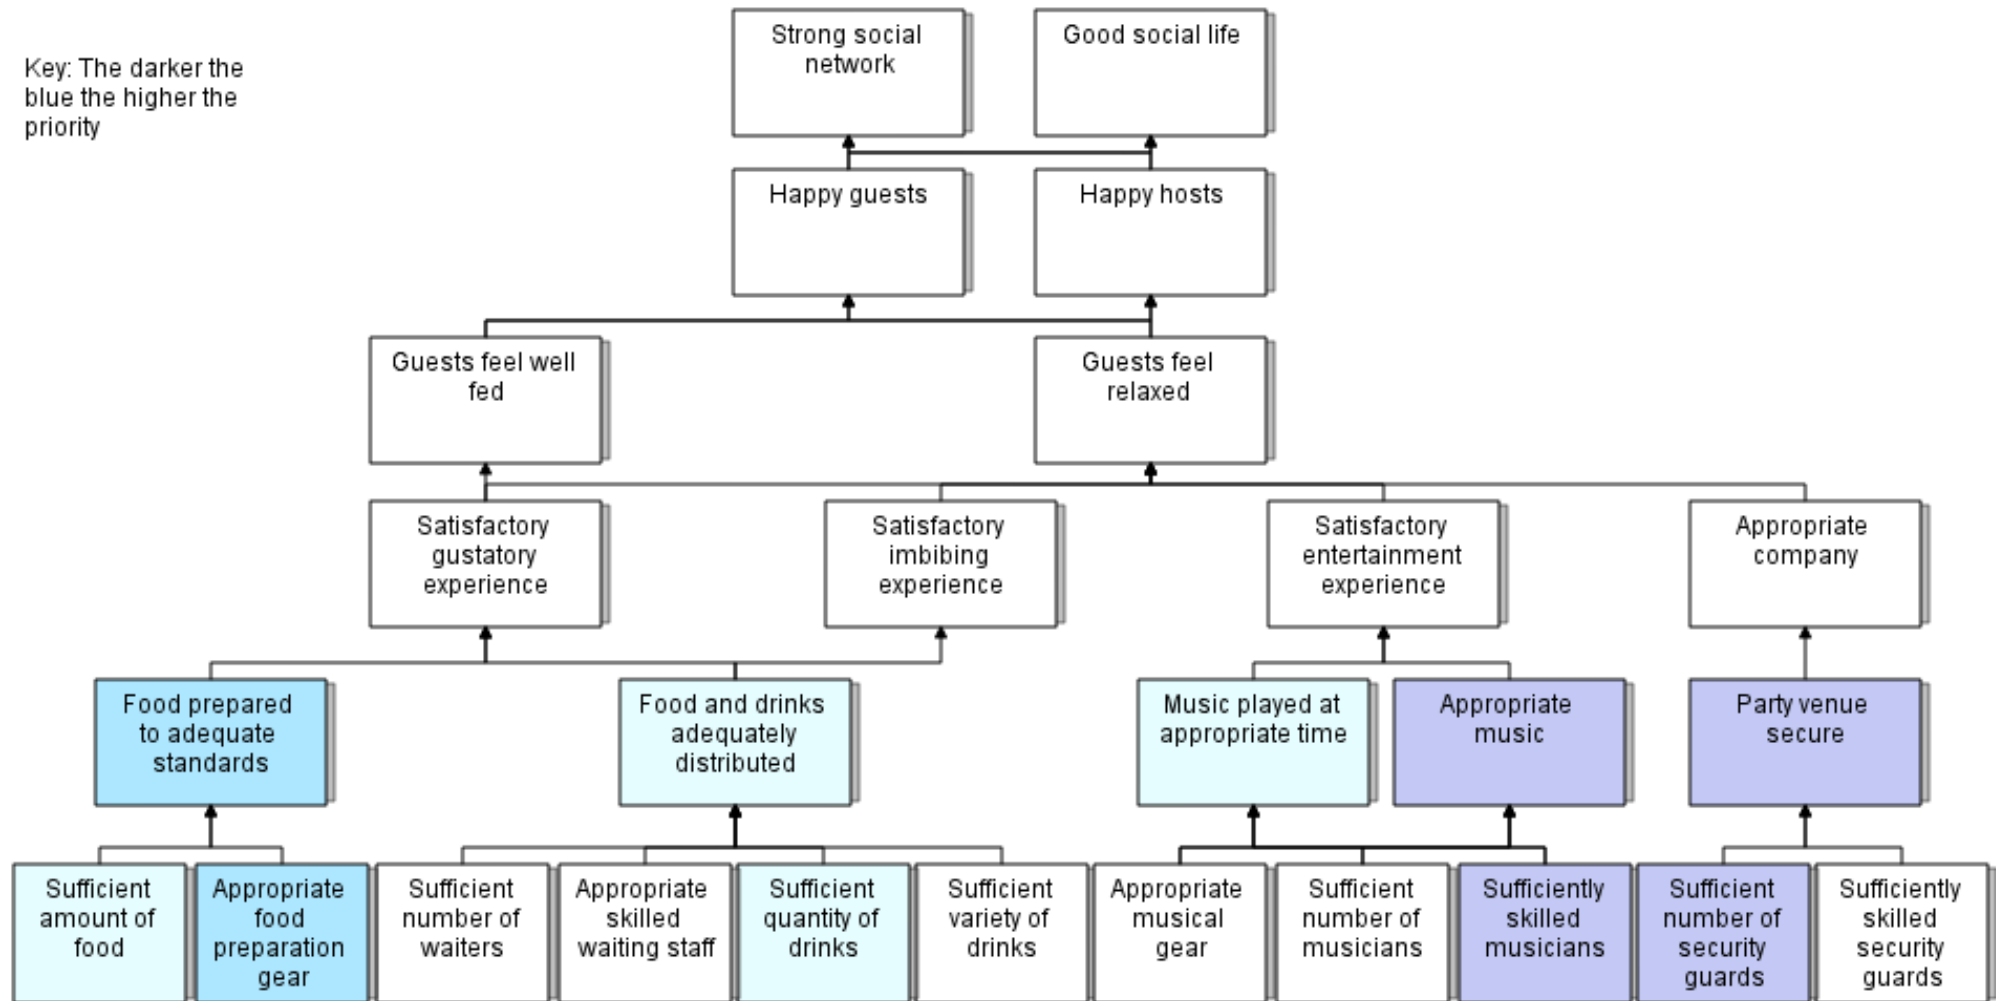 Key: The darker the
blue the higher the
priority
Strong social
network
Good social life
Happy guests
Happy hosts
Guests feel well
fed
Guests feel
relaxed
Satisfactory
gustatory
experience
Satisfactory
imbibing
experience
Satisfactory
entertainment
experience
Appropriate
company
Food prepared
to adequate
standards
Food and drinks
adequately
distributed
Music played at
appropriate time
Appropriate
music
Party venue
secure
Sufficient
amount of
food
Appropriate
food
preparation
gear
Sufficient
number of
waiters
Appropriate
skilled
waiting staff
Sufficient
quantity of
drinks
Sufficient
variety of
drinks
Appropriate
musical
gear
Sufficient
number of
musicians
Sufficiently
skilled
musicians
Sufficient
number of
security
guards
Sufficiently
skilled
security
guards